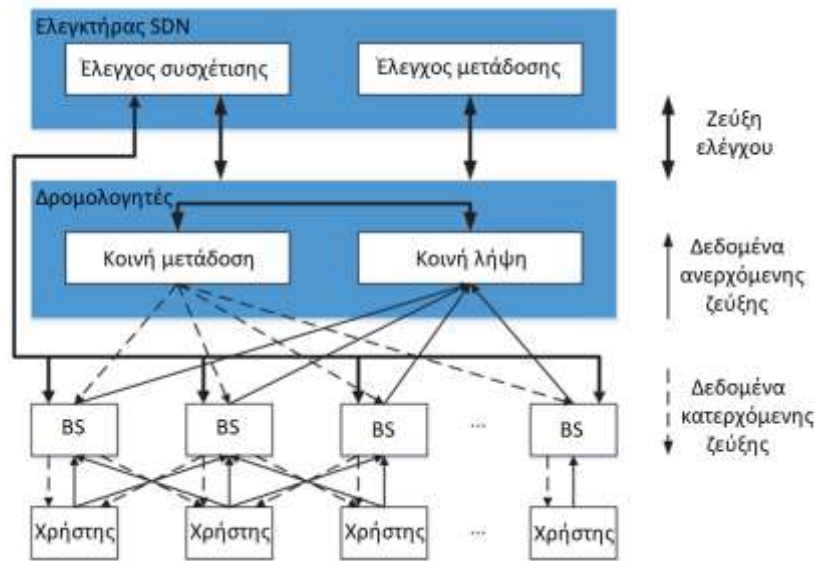 Ελεγκτήρας SDN
Έλεγχος συσχέτισης
Έλεγχος μετάδοσης
Ζεύξη
ελέγχου
Δρομολογητές
Κοινή μετάδοση
Κοινή λήψη
Δεδομένα
ανερχόμενης
ζεύξης
BS
BS
BS
...
BS
Δεδομένα
κατερχόμενης
ζεύξης
Χρήστης
Χρήστης
Χρήστης
...
Χρήστης